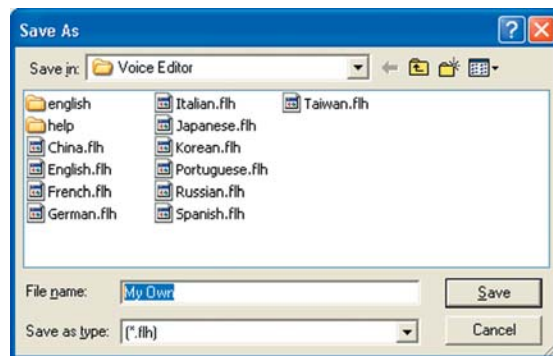 Save As
Save in: Voice Editor
english
help
China.flh
English.flh
French.flh
German.flh
Italian.flh
Japanese.flh
Korean.flh
Portuguese.flh
Russian.flh
Spanish.flh
Taiwan.flh
File name: My Own
Save
Save as type: (*.flh)
Cancel